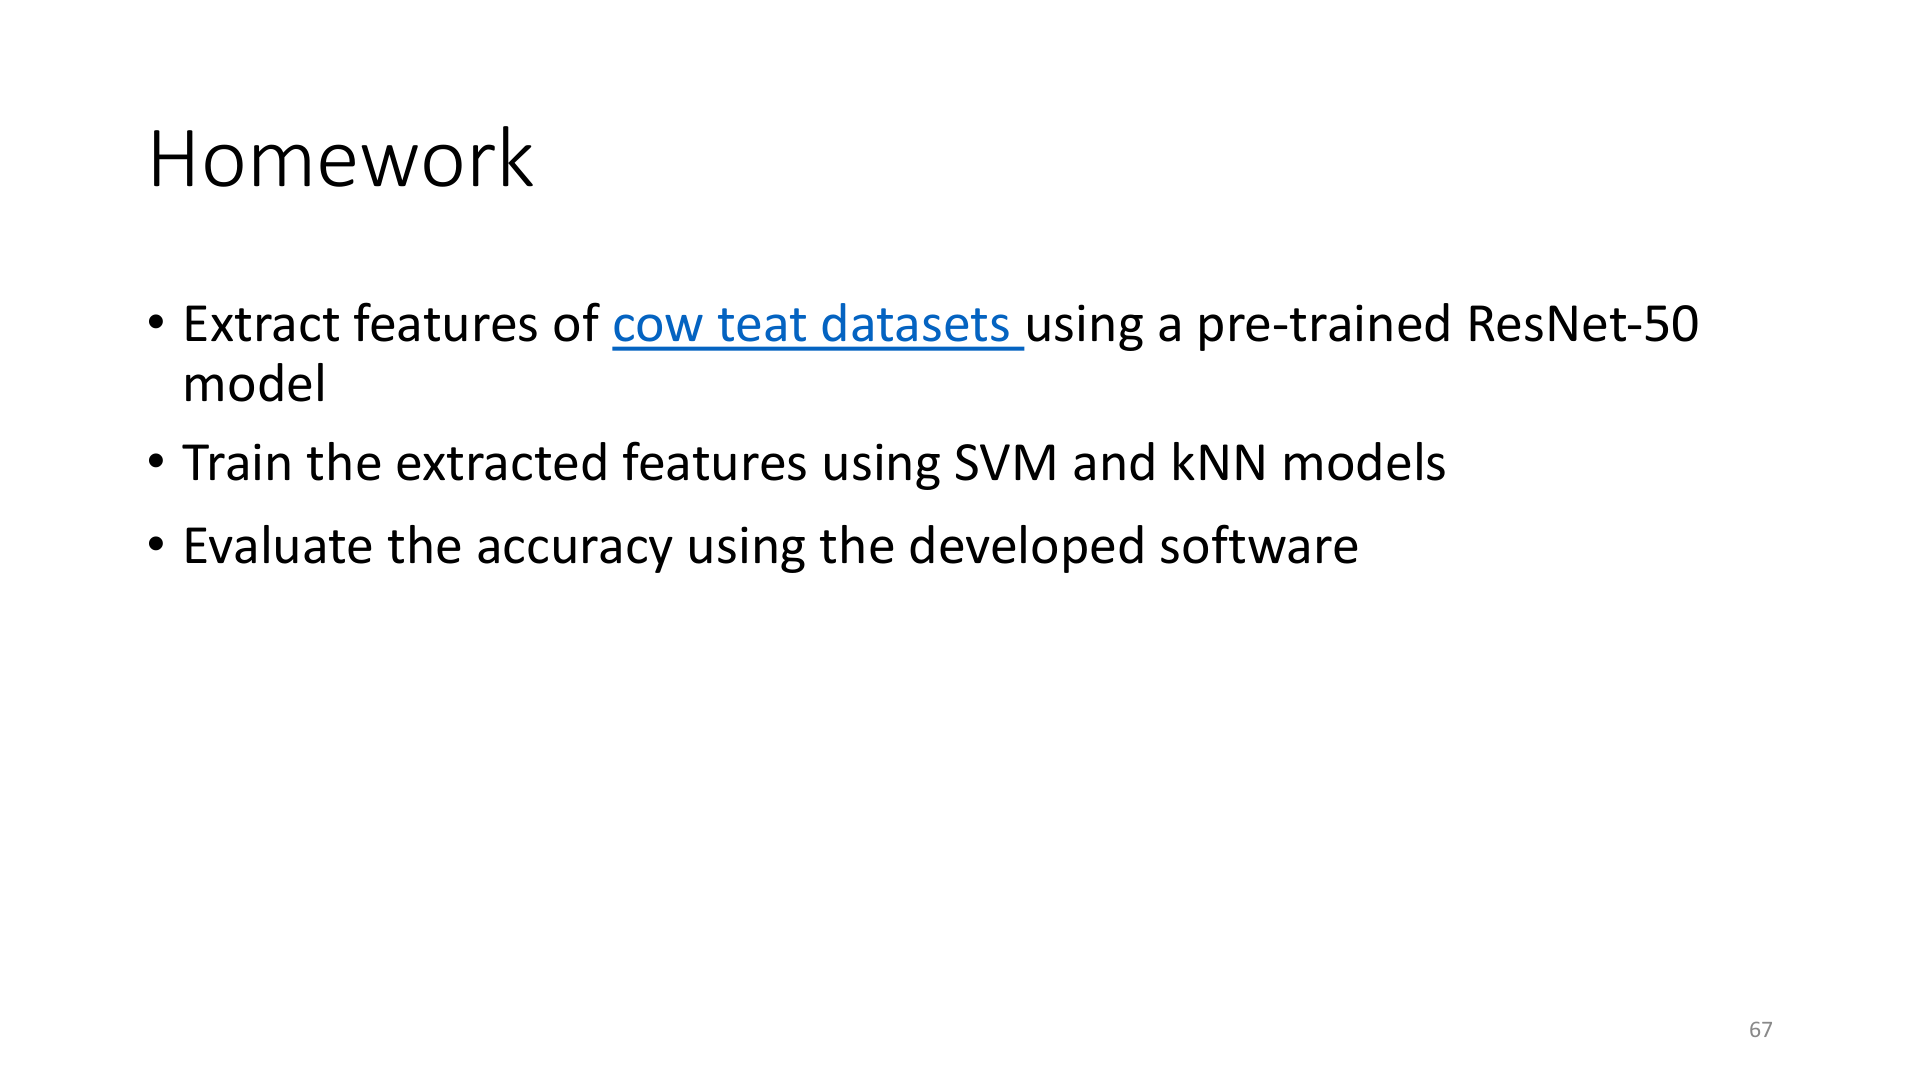 Homework
• Extract features of cow teat datasets using a pre-trained ResNet-50
model
• Train the extracted features using SVM and kNN models
• Evaluate the accuracy using the developed software
67